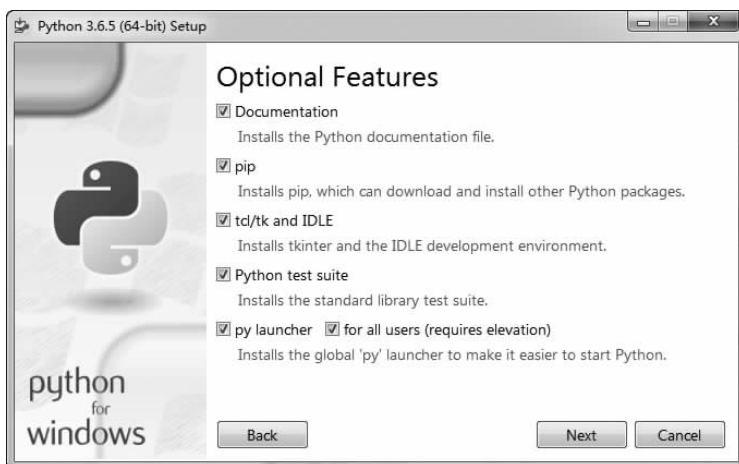 Python 3.6.5 (64-bit) Setup
Optional Features
Documentation
Installs the Python documentation file.
pip
Installs pip, which can download and install other Python packages.
tcl/tk and IDLE
Installs tkinter and the IDLE development environment.
Python test suite
Installs the standard library test suite.
py launcher for all users (requires elevation)
Installs the global 'py' launcher to make it easier to start Python.
python
for
windows
Back Next Cancel